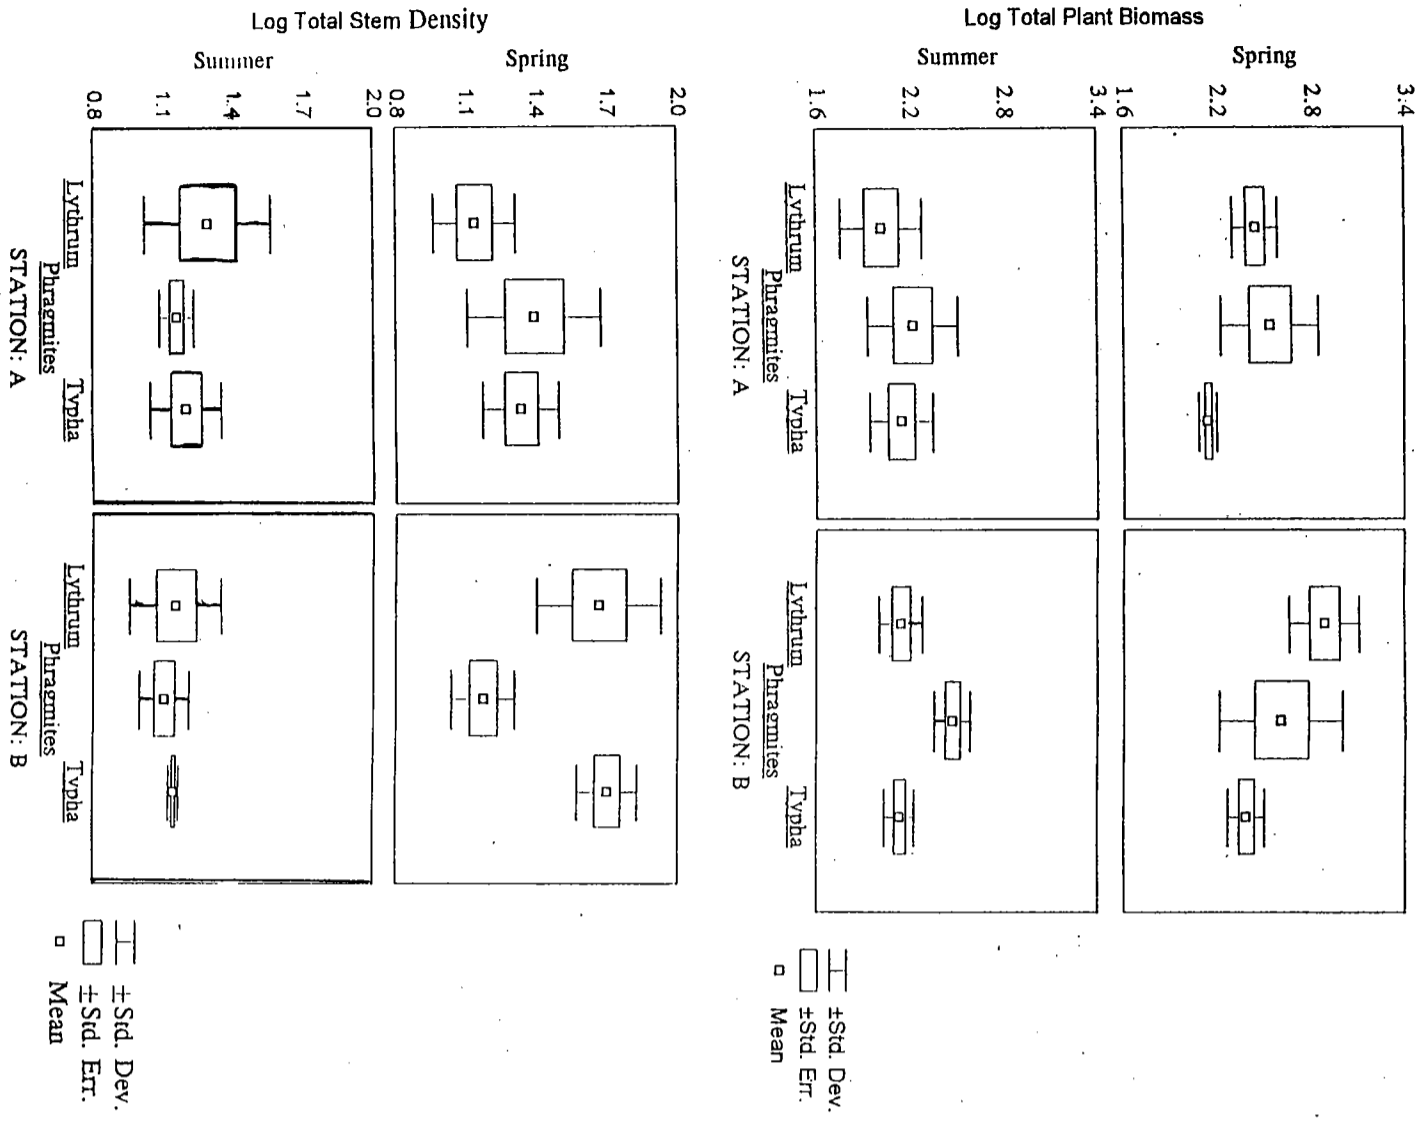 Log Total Stem Density
Summer
Spring
0.8
1.1
1.4
1.7
2.0
0.8
1.1
1.4
1.7
2.0
Lythrum
Phragmites
Typha
STATION: A
Lythrum
Phragmites
Typha
STATION: B
±Std. Dev.
±Std. Err.
Mean
Log Total Plant Biomass
Summer
Spring
1.6
2.2
2.8
3.4
1.6
2.2
2.8
3.4
Lythrum
Phragmites
Typha
STATION: A
Lythrum
Phragmites
Typha
STATION: B
±Std. Dev.
±Std. Err.
Mean